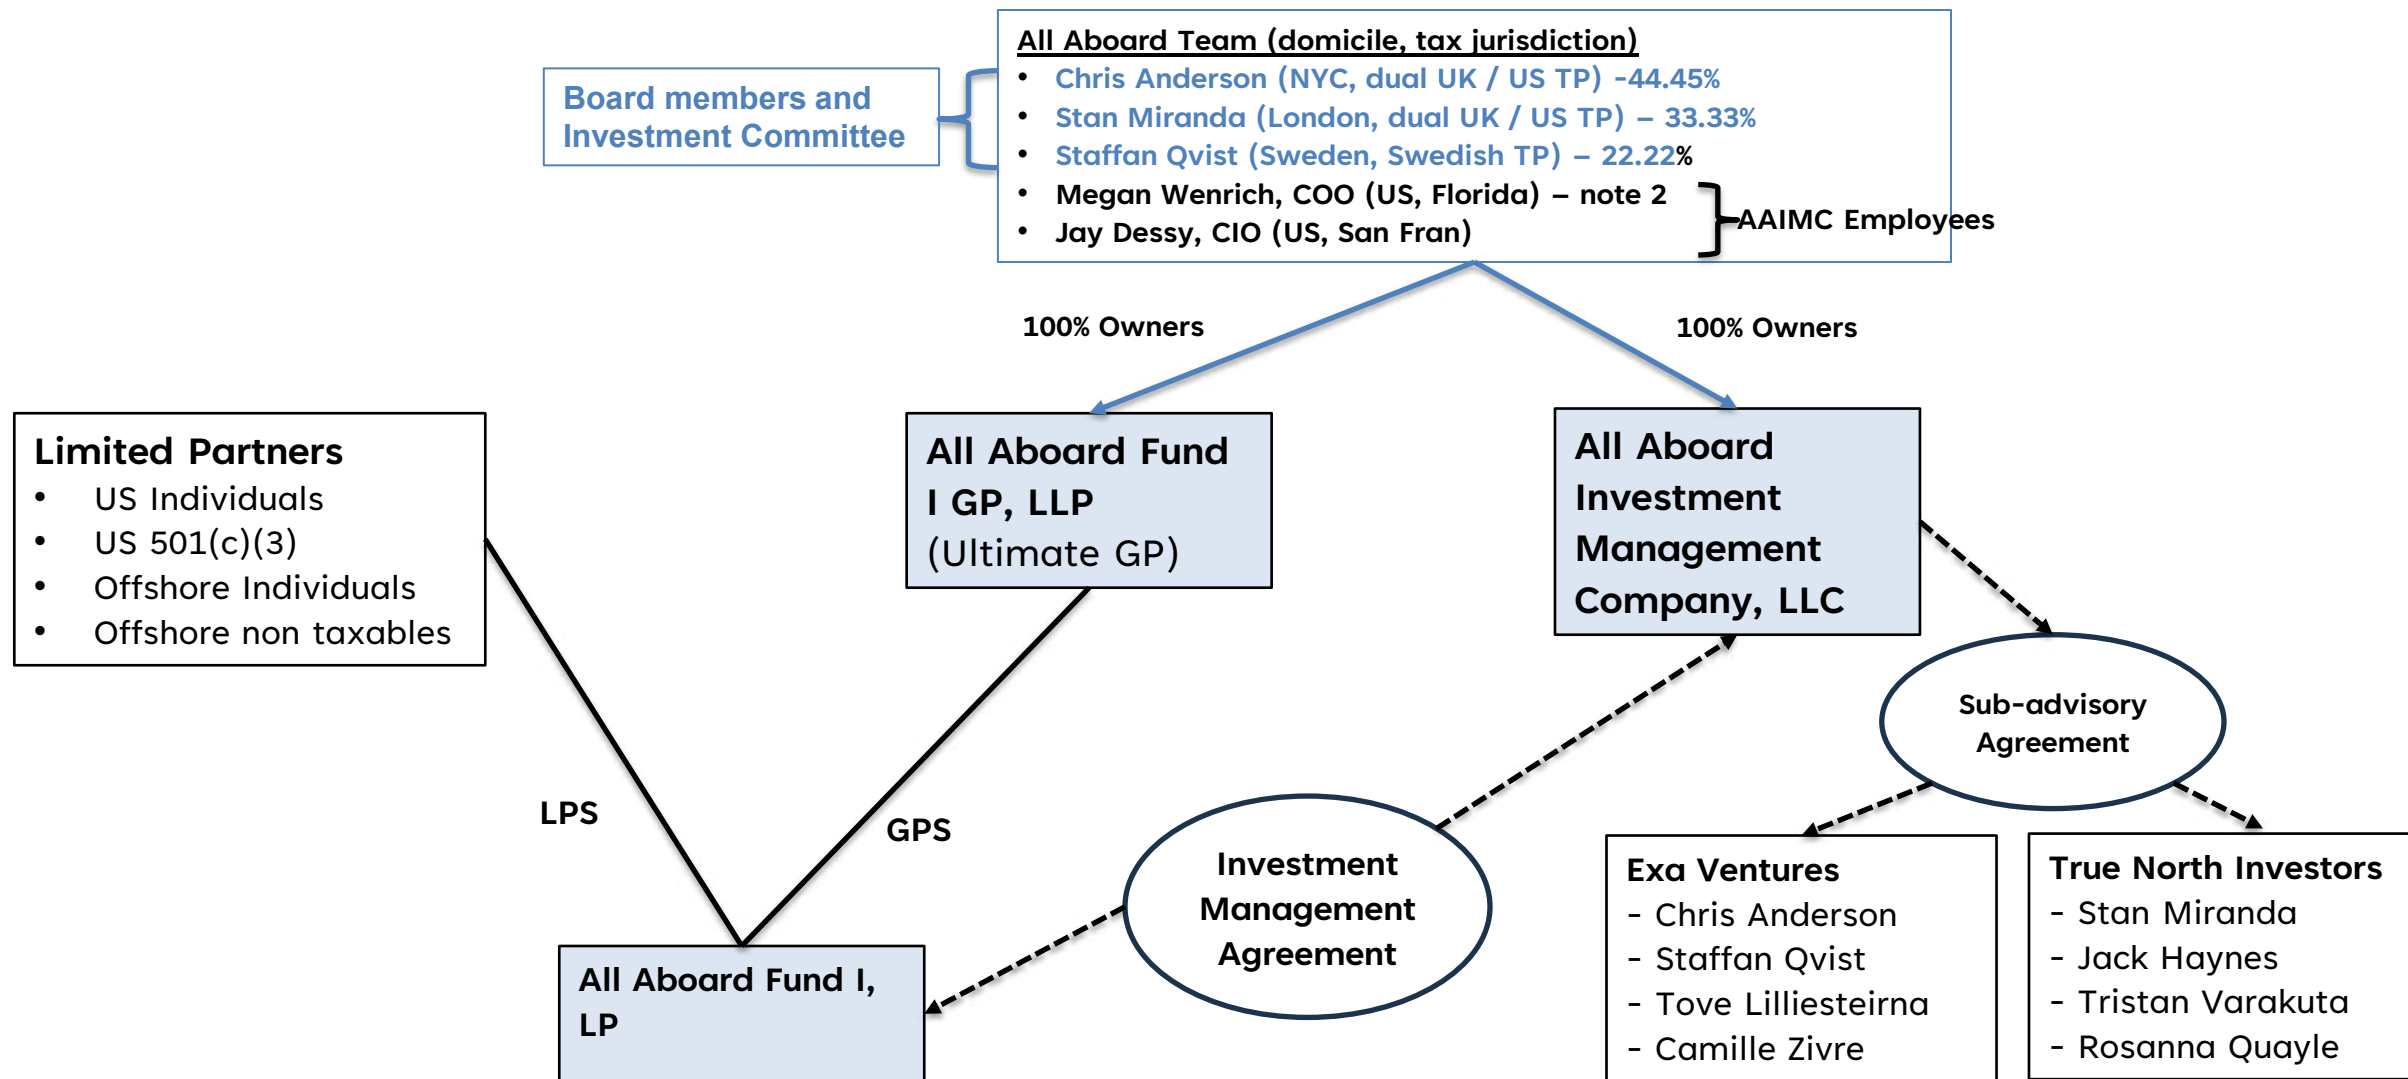 All Aboard Team (domicile, tax jurisdiction)
• Chris Anderson (NYC, dual UK / US TP) -44.45%
• Stan Miranda (London, dual UK / US TP) – 33.33%
• Staffan Qvist (Sweden, Swedish TP) – 22.22%
• Megan Wenrich, COO (US, Florida) – note 2
• Jay Dessy, CIO (US, San Fran)
Board members and
Investment Committee
AAIMC Employees
100% Owners
100% Owners
Limited Partners
• US Individuals
• US 501(c)(3)
• Offshore Individuals
• Offshore non taxables
All Aboard Fund
I GP, LLP
(Ultimate GP)
All Aboard
Investment
Management
Company, LLC
Sub-advisory
Agreement
LPS
GPS
Investment
Management
Agreement
Exa Ventures
- Chris Anderson
- Staffan Qvist
- Tove Lilliesteirna
- Camille Zivre
True North Investors
- Stan Miranda
- Jack Haynes
- Tristan Varakuta
- Rosanna Quayle
All Aboard Fund I,
LP